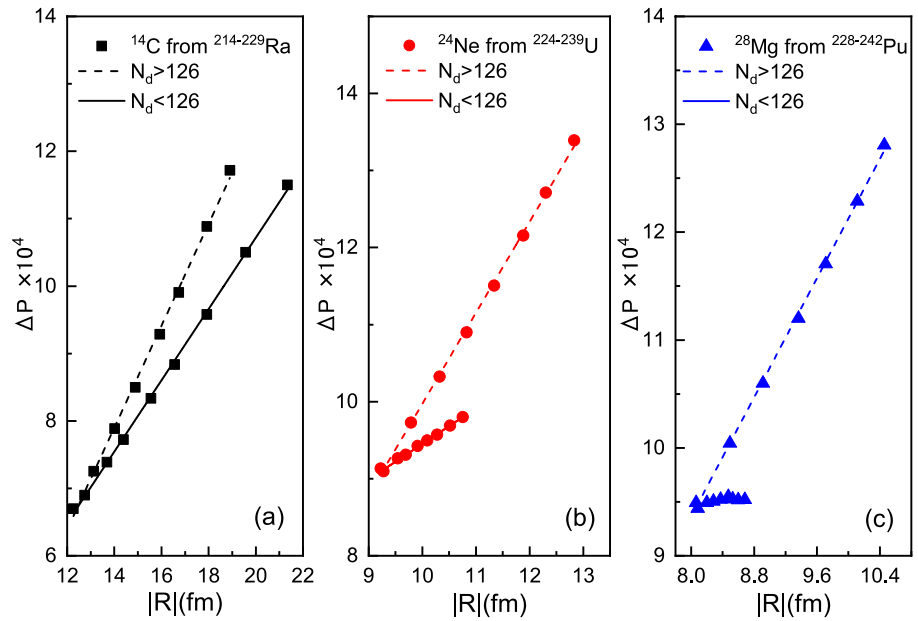 ¹⁴C from ²¹⁴⁻²²⁹Ra
N_d>126
N_d<126
ΔP ×10⁴
14
12
10
8
6
12 14 16 18 20 22
|R|(fm)
(a)
²⁴Ne from ²²⁴⁻²³⁹U
N_d>126
N_d<126
ΔP ×10⁴
14
12
10
8
9 10 11 12 13
|R|(fm)
(b)
²⁸Mg from ²²⁸⁻²⁴²Pu
N_d>126
N_d<126
ΔP ×10⁴
14
13
12
11
10
9
8.0 8.8 9.6 10.4
|R|(fm)
(c)